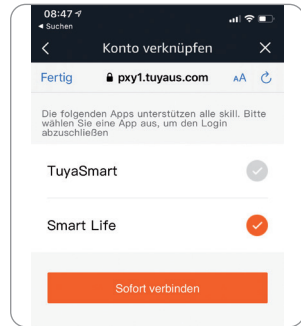 08:47
Suchen
Konto verknüpfen
Fertig pxy1.tuyaus.com AA
Die folgenden Apps unterstützen alle skill. Bitte
wählen Sie eine App aus, um den Login
abzuschließen
TuyaSmart
Smart Life
Sofort verbinden